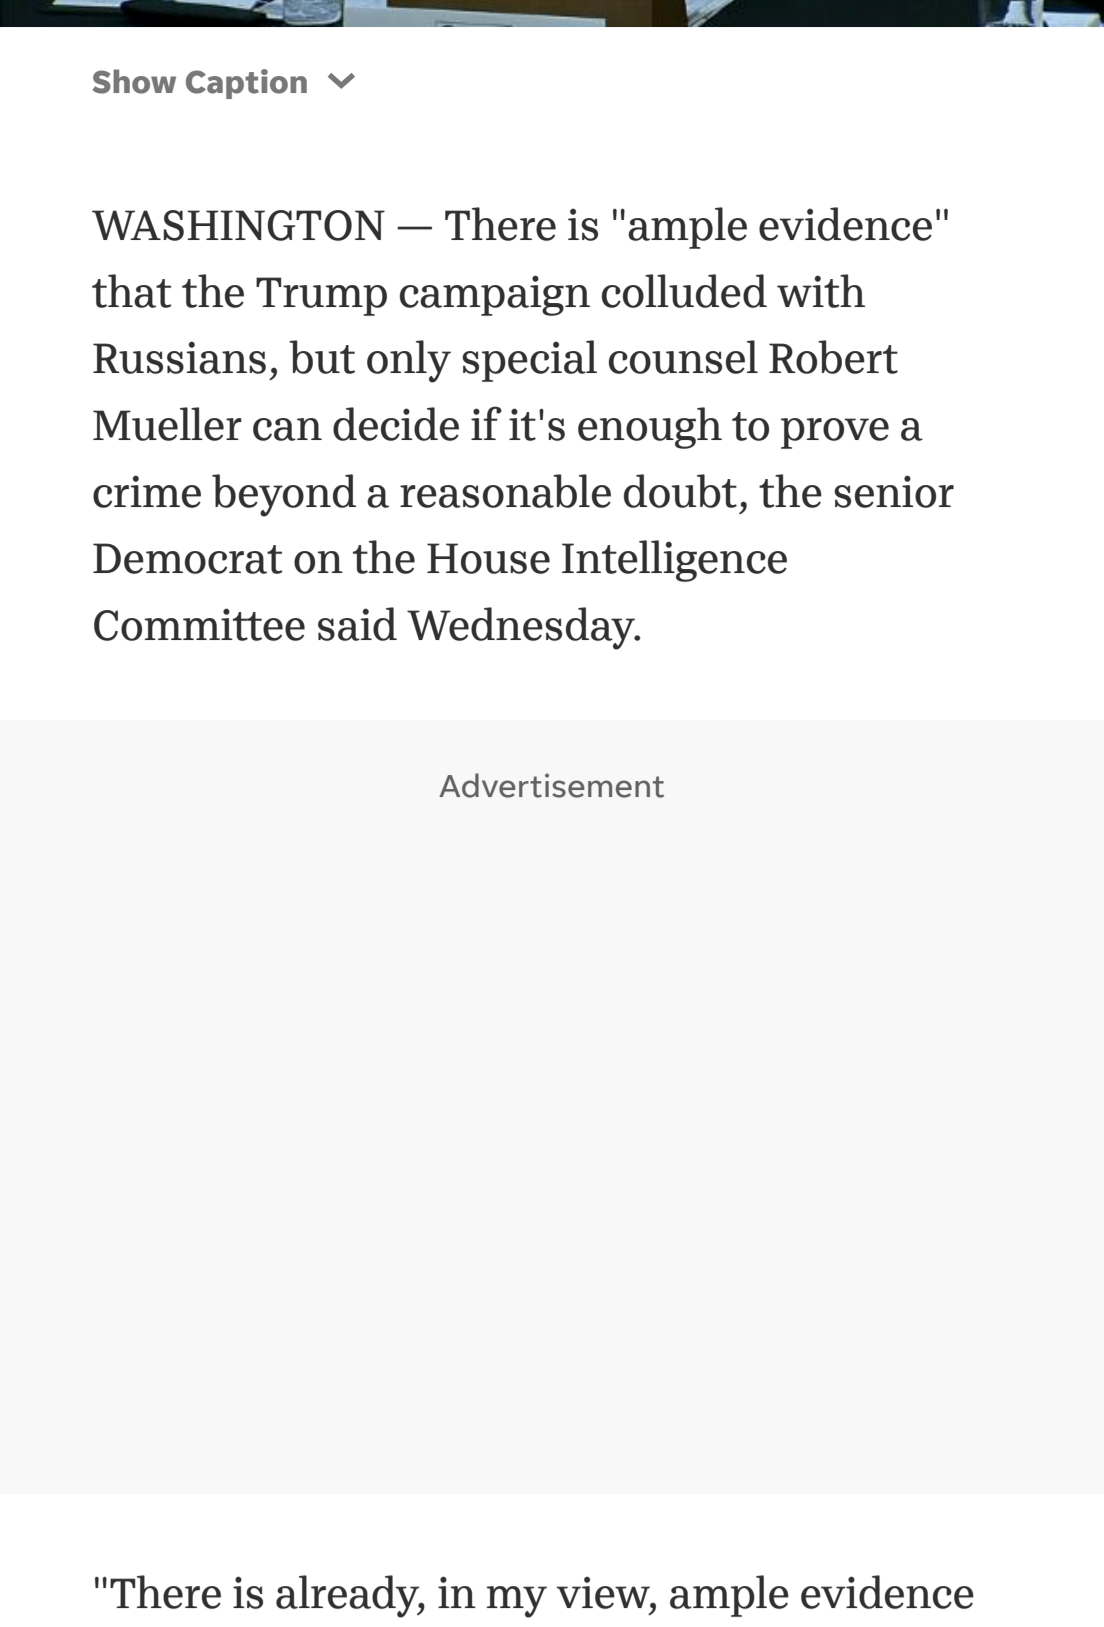 Show Caption
WASHINGTON — There is "ample evidence"
that the Trump campaign colluded with
Russians, but only special counsel Robert
Mueller can decide if it's enough to prove a
crime beyond a reasonable doubt, the senior
Democrat on the House Intelligence
Committee said Wednesday.
Advertisement
"There is already, in my view, ample evidence